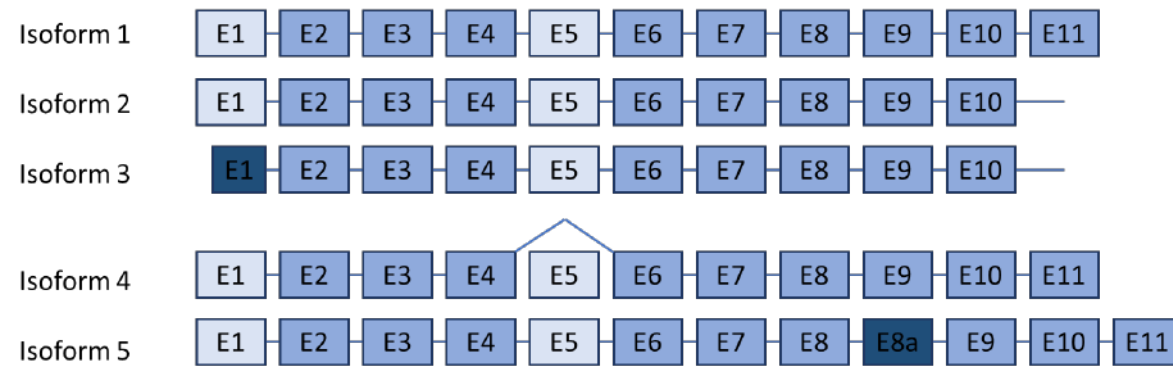 Isoform 1 E1 E2 E3 E4 E5 E6 E7 E8 E9 E10 E11
Isoform 2 E1 E2 E3 E4 E5 E6 E7 E8 E9 E10
Isoform 3 E1 E2 E3 E4 E5 E6 E7 E8 E9 E10
Isoform 4 E1 E2 E3 E4 E5 E6 E7 E8 E9 E10 E11
Isoform 5 E1 E2 E3 E4 E5 E6 E7 E8 E8a E9 E10 E11